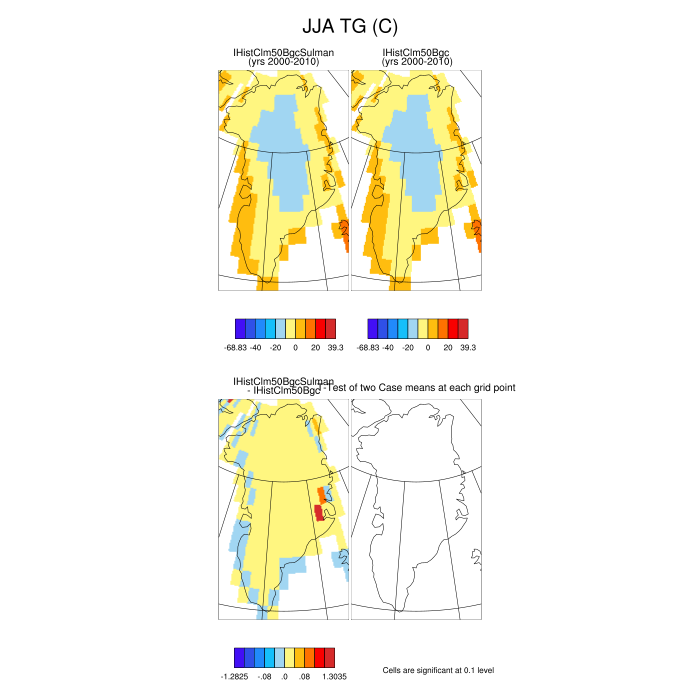 JJA TG (C)
IHistClm50BgcSulman
(yrs 2000-2010)
IHistClm50Bgc
(yrs 2000-2010)
-68.83 -40 -20 0 20 39.3
-68.83 -40 -20 0 20 39.3
IHistClm50BgcSulman
- IHistClm50Bgc
T-Test of two Case means at each grid point
-1.2825 -.08 .0 .08 1.3035
Cells are significant at 0.1 level